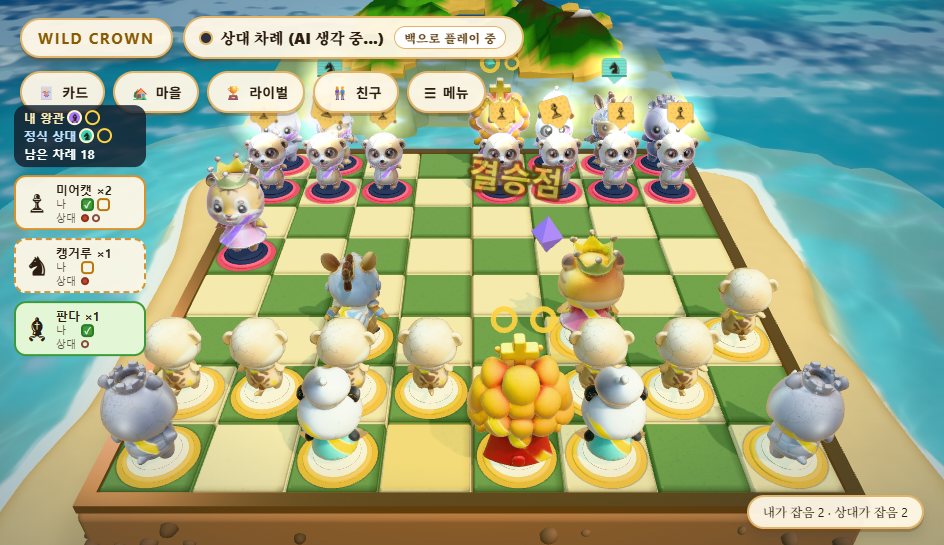 WILD CROWN
상대 차례 (AI 생각 중...)
백으로 플레이 중
카드
마을
라이벌
친구
메뉴
내 왕관
정식 상대
남은 차례 18
미어캣 ×2
나
상대
캥거루 ×1
나
상대
판다 ×1
나
상대
결승점
내가 잡음 2 · 상대가 잡음 2